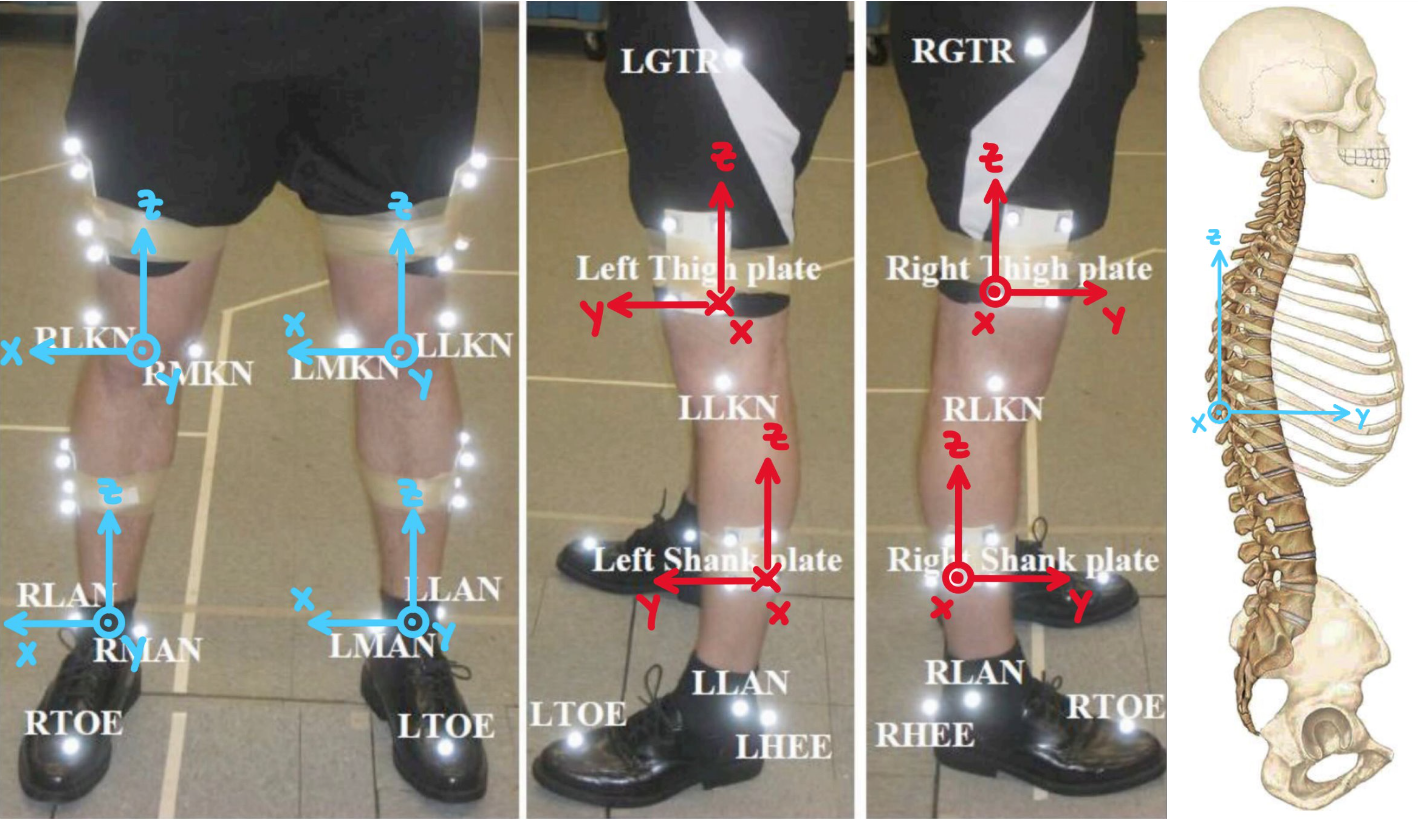 z
z
RLKN
LLKN
x
x
RMKN
LMKN
y
y
z
z
RLAN
LLAN
x
x
RMAN
y
LMAN
y
RTOE
LTOE
LGTR
z
Left Thigh plate
y
x
LLKN
z
Left Shank plate
y
x
LLAN
LTOE
LHEE
RGTR
z
Right Thigh plate
x
y
RLKN
z
Right Shank plate
x
y
RLAN
RHEE
RTOE
z
x
y